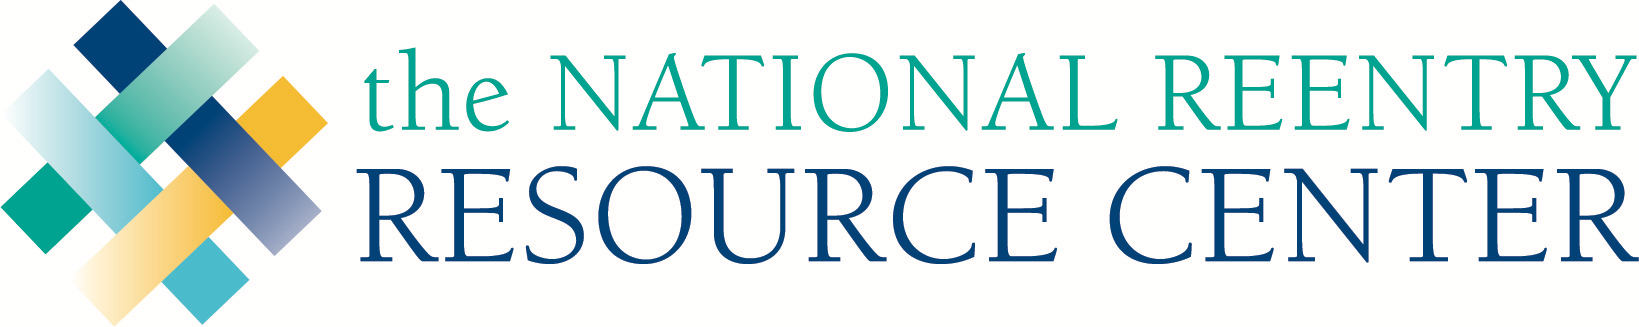 the NATIONAL REENTRY
RESOURCE CENTER